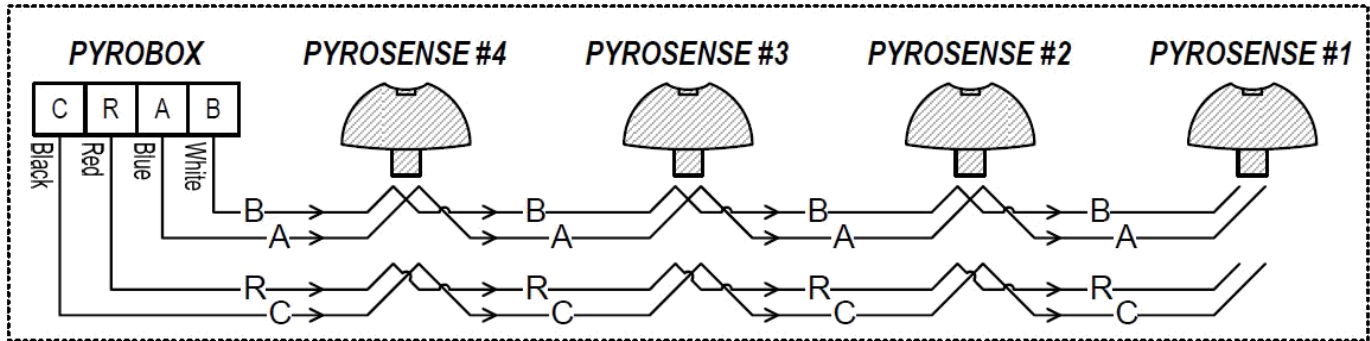 PYROBOX PYROSENSE #4 PYROSENSE #3 PYROSENSE #2 PYROSENSE #1
C R A B
Black Red Blue White
B B B B
A A A A
R R R R
C C C C